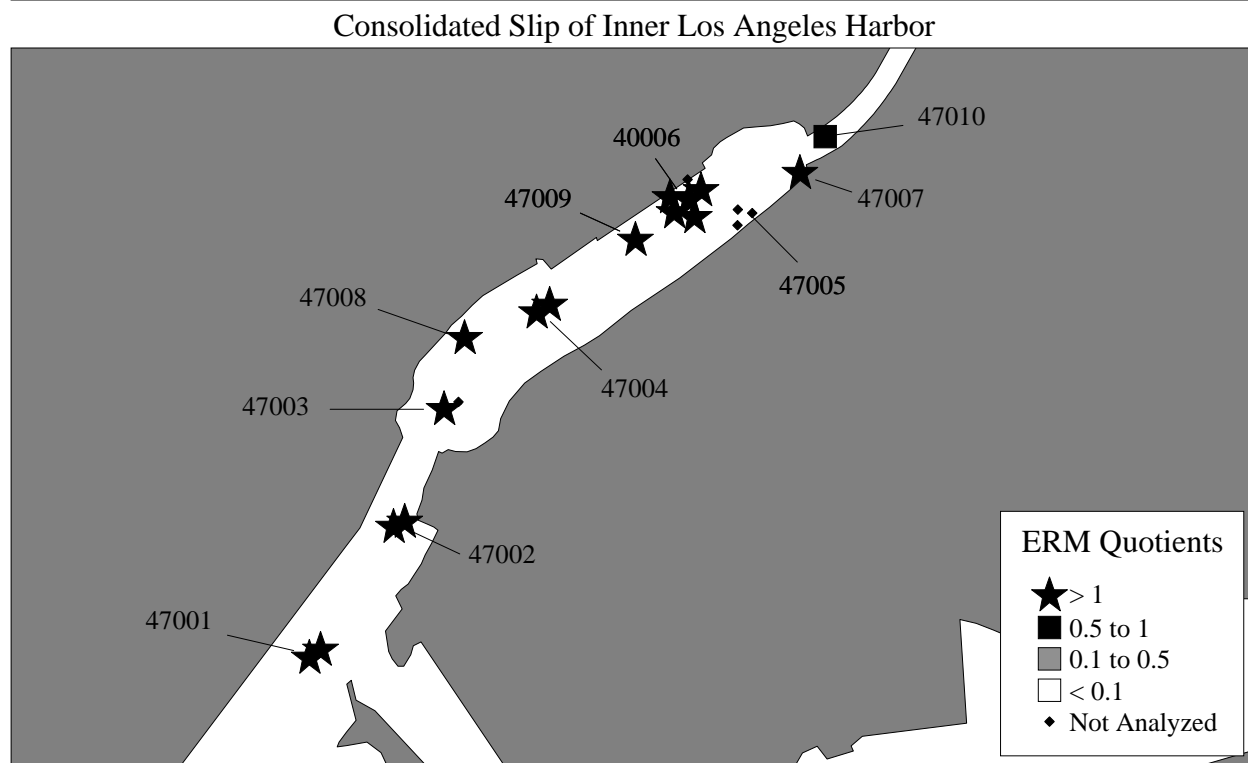 Consolidated Slip of Inner Los Angeles Harbor
47010
40006
47009
47007
47005
47008
47004
47003
47002
47001
ERM Quotients
> 1
0.5 to 1
0.1 to 0.5
< 0.1
Not Analyzed